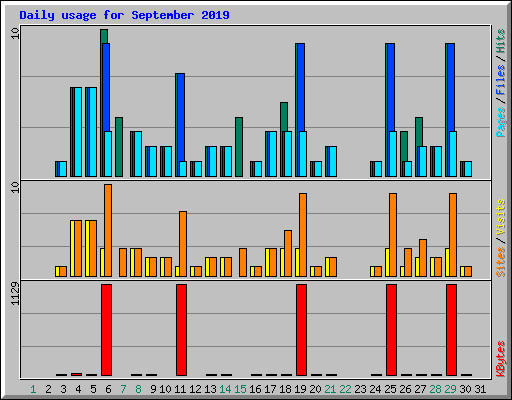 Daily usage for September 2019
10
Pages / Files / Hits
10
Sites / Visits
1129
KBytes
1 2 3 4 5 6 7 8 9 10 11 12 13 14 15 16 17 18 19 20 21 22 23 24 25 26 27 28 29 30 31